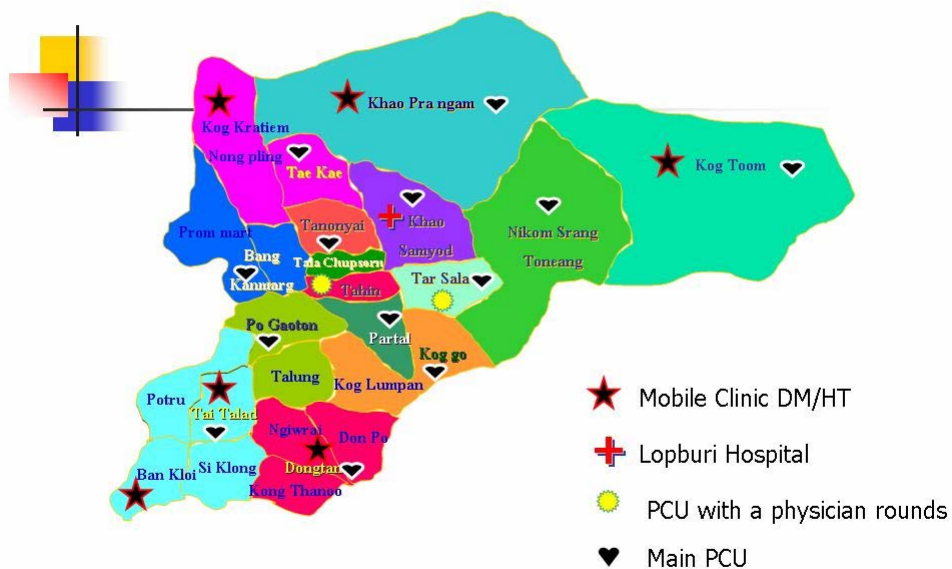 Khao Pra ngam
Kog Kratiem
Nong pling
Tae Kae
Kog Toom
Khao
Samyod
Tanonyai
Nikom Srang
Toneang
Prom mart
Bang
Kanmarg
Tala Chupsorn
Tahin
Tar Sala
Po Gaoton
Partal
Kog go
Talung
Kog Lumpan
Potru
Tai Talad
Ngiwrai
Don Po
Dongtan
Ban Kloi
Si Klong
Kong Thanoo
Mobile Clinic DM/HT
Lopburi Hospital
PCU with a physician rounds
Main PCU